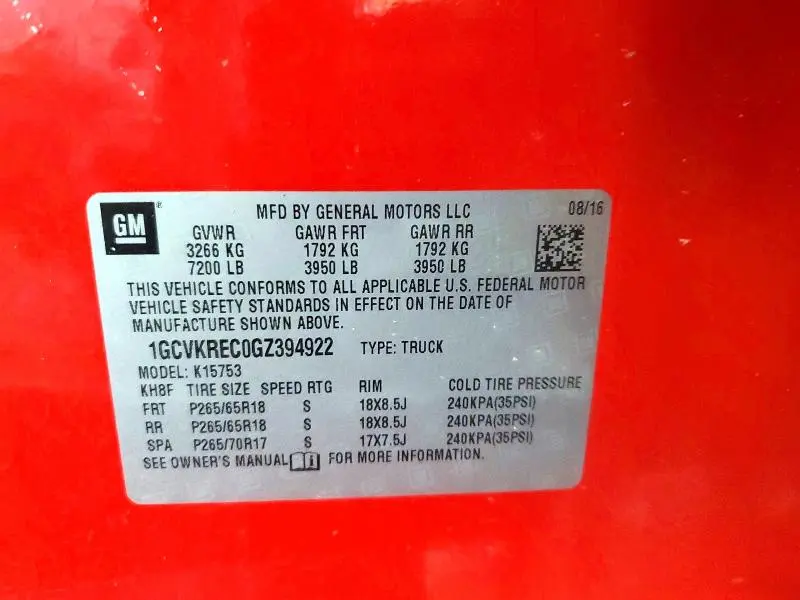 GM ®
MFD BY GENERAL MOTORS LLC 08/16
GVWR GAWR FRT GAWR RR
3266 KG 1792 KG 1792 KG
7200 LB 3950 LB 3950 LB
THIS VEHICLE CONFORMS TO ALL APPLICABLE U.S. FEDERAL MOTOR
VEHICLE SAFETY STANDARDS IN EFFECT ON THE DATE OF
MANUFACTURE SHOWN ABOVE.
1GCVKREC0GZ394922 TYPE: TRUCK
MODEL: K15753
KH8F TIRE SIZE SPEED RTG RIM COLD TIRE PRESSURE
FRT P265/65R18 S 18X8.5J 240KPA(35PSI)
RR P265/65R18 S 18X8.5J 240KPA(35PSI)
SPA P265/70R17 S 17X7.5J 240KPA(35PSI)
SEE OWNER'S MANUAL FOR MORE INFORMATION.